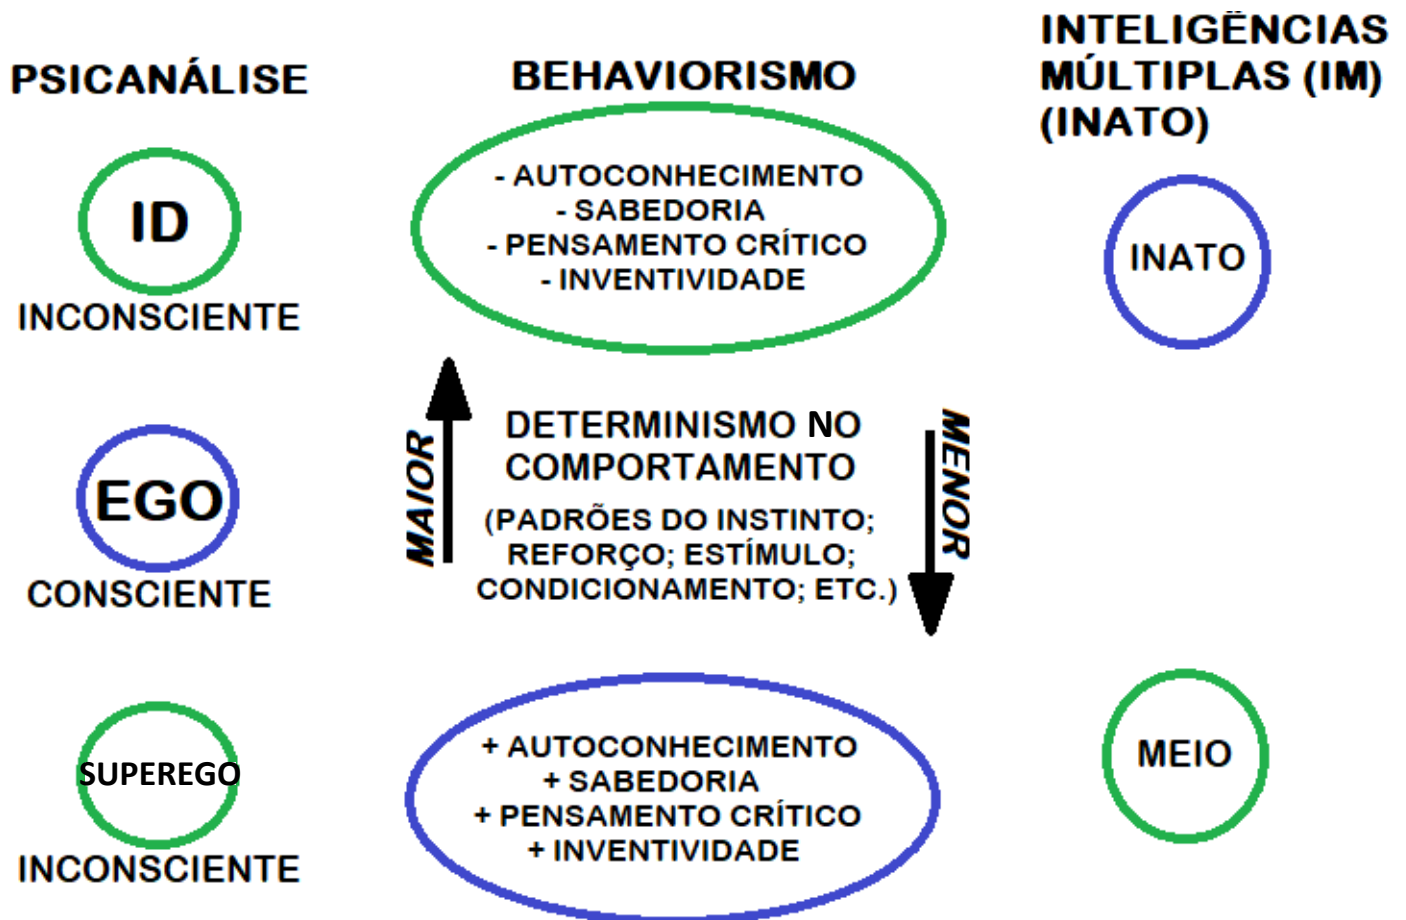 PSICANÁLISE
ID
INCONSCIENTE
EGO
CONSCIENTE
SUPEREGO
INCONSCIENTE
BEHAVIORISMO
- AUTOCONHECIMENTO
- SABEDORIA
- PENSAMENTO CRÍTICO
- INVENTIVIDADE
MAIOR
DETERMINISMO NO
COMPORTAMENTO
(PADRÕES DO INSTINTO;
REFORÇO; ESTÍMULO;
CONDICIONAMENTO; ETC.)
MENOR
+ AUTOCONHECIMENTO
+ SABEDORIA
+ PENSAMENTO CRÍTICO
+ INVENTIVIDADE
INTELIGÊNCIAS
MÚLTIPLAS (IM)
(INATO)
INATO
MEIO